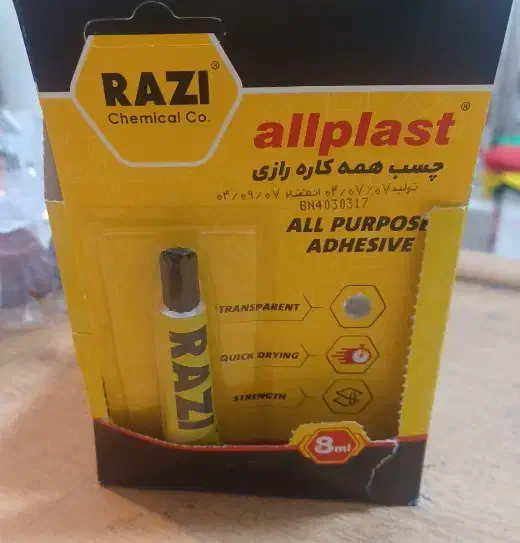 RAZI®
Chemical Co.
allplast®
چسب همه کاره رازی
تولید ۰۴/۰۷/۰۷ انقضاء ۰۶/۰۹/۰۷
BN4030317
ALL PURPOSE
ADHESIVE
TRANSPARENT
QUICK DRYING
STRENGTH
RAZI
8ml